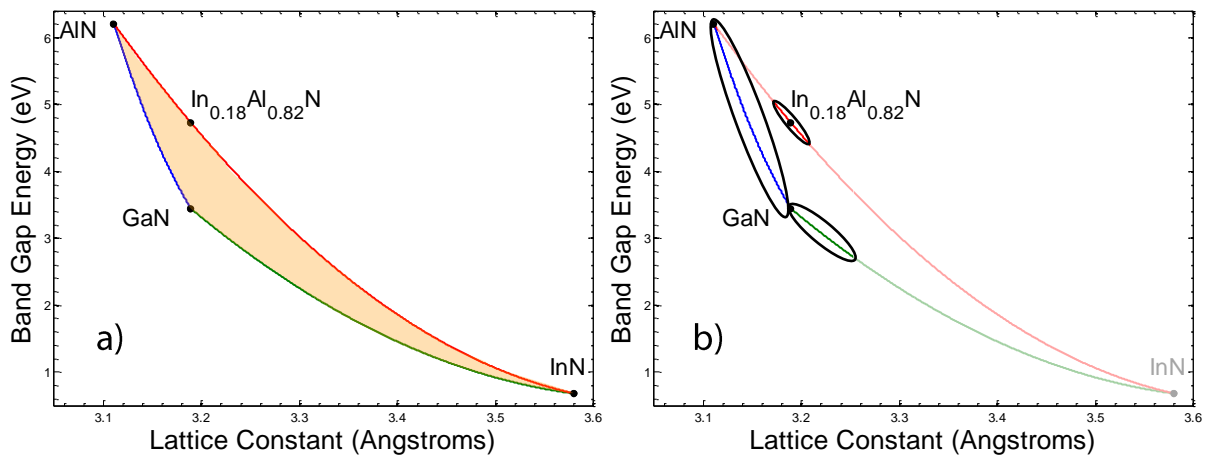 AlN
In0.18Al0.82N
GaN
InN
a)
6
5
4
3
2
1
3.1 3.2 3.3 3.4 3.5 3.6
Band Gap Energy (eV)
Lattice Constant (Angstroms)
AlN
In0.18Al0.82N
GaN
InN
b)
6
5
4
3
2
1
3.1 3.2 3.3 3.4 3.5 3.6
Band Gap Energy (eV)
Lattice Constant (Angstroms)